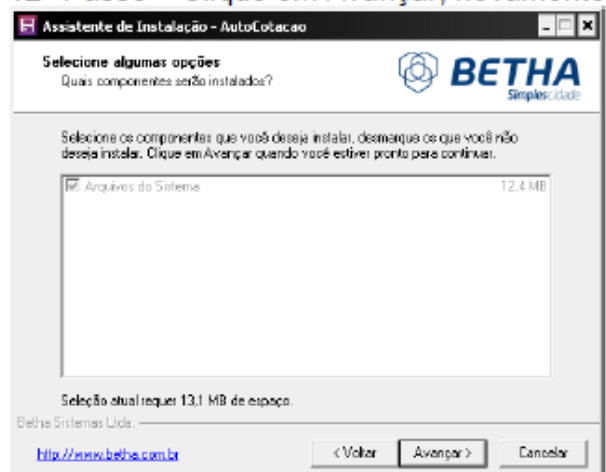 Assistente de Instalação - AutoCotacao
Selecione algumas opções
Quais componentes serão instalados?
BETHA
Simplescidade
Selecione os componentes que você deseja instalar, desmarque os que você não
deseja instalar. Clique em Avançar quando você estiver pronto para continuar.
Arquivos do Sistema 12,4 MB
Seleção atual requer 13,1 MB de espaço.
Betha Sistemas Ltda.
http://www.betha.com.br
< Voltar Avançar > Cancelar